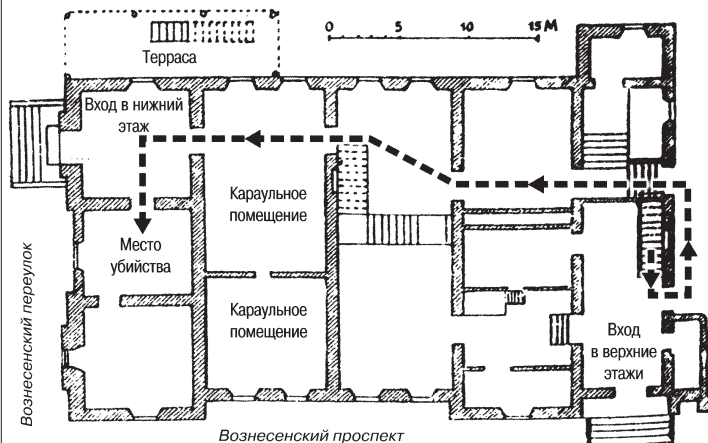 0 5 10 15 М
Терраса
Вход в нижний
этаж
Караульное
помещение
Место
убийства
Караульное
помещение
Вход
в верхние
этажи
Вознесенский переулок
Вознесенский проспект